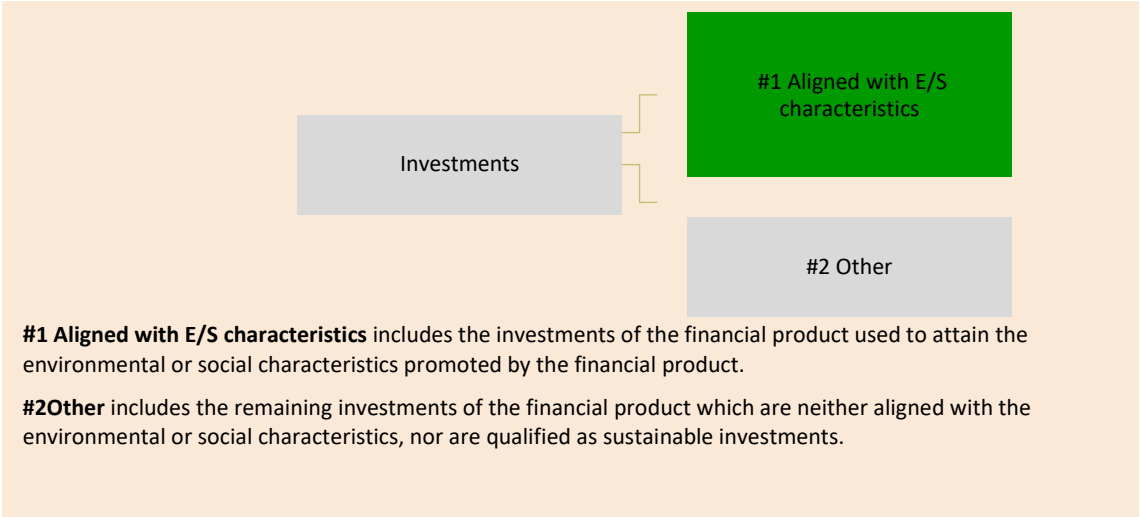 #1 Aligned with E/S
characteristics
Investments
#2 Other
#1 Aligned with E/S characteristics includes the investments of the financial product used to attain the
environmental or social characteristics promoted by the financial product.
#2Other includes the remaining investments of the financial product which are neither aligned with the
environmental or social characteristics, nor are qualified as sustainable investments.